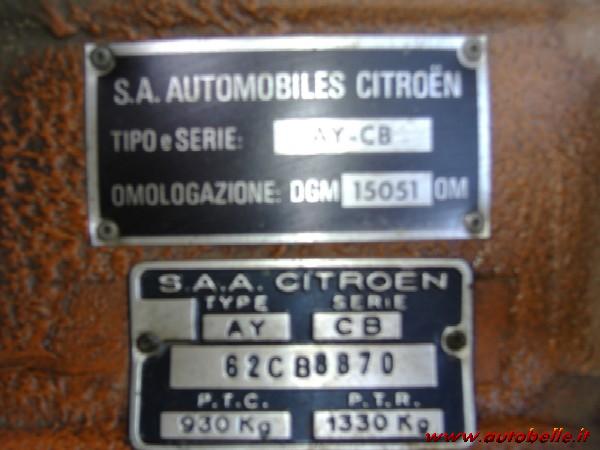 S.A. AUTOMOBILES CITROËN
TIPO e SERIE: AY-CB
OMOLOGAZIONE: DGM 15051 OM
S.A.A. CITROËN
TYPE SERIE
AY CB
62CB8870
P.T.C. P.T.R.
930 Kg 1330 Kg
www.autobelle.it